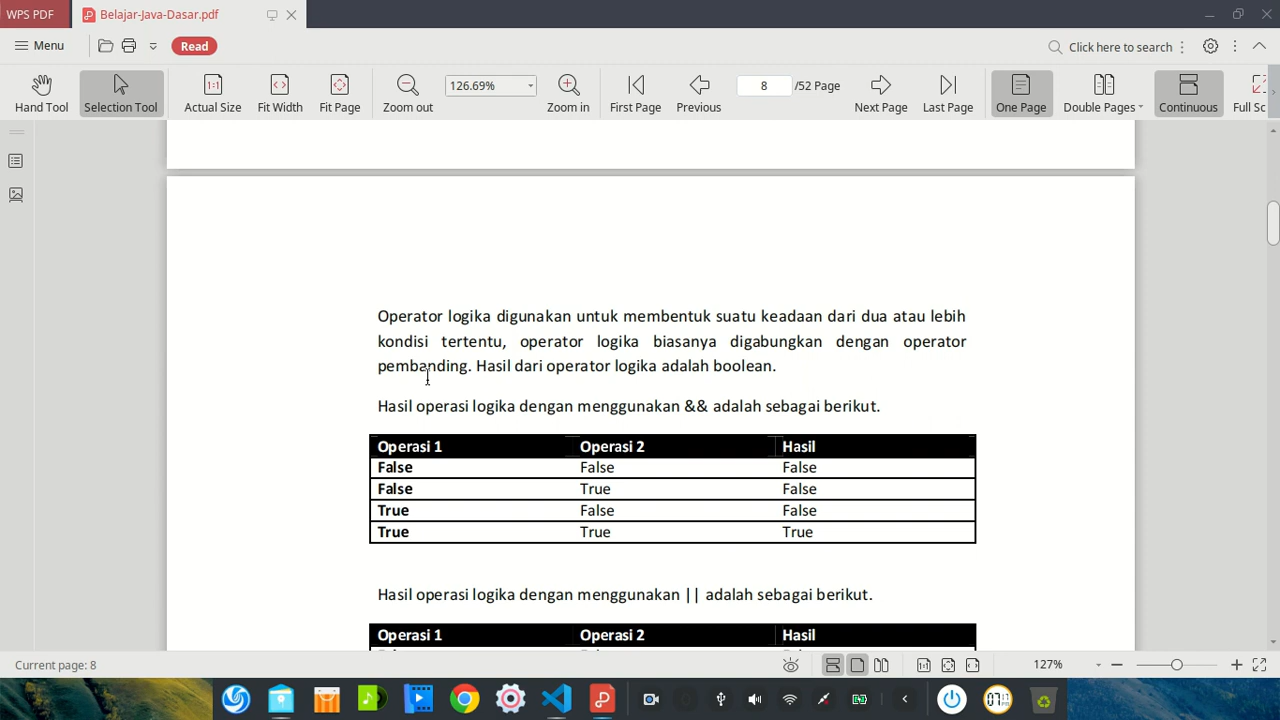 WPS PDF
Belajar-Java-Dasar.pdf
Menu
Read
Click here to search
Hand Tool
Selection Tool
1:1
Actual Size
Fit Width
Fit Page
Zoom out
126.69%
Zoom in
First Page
Previous
8
/52 Page
Next Page
Last Page
One Page
Double Pages
Continuous
Full Sc
Operator logika digunakan untuk membentuk suatu keadaan dari dua atau lebih
kondisi tertentu, operator logika biasanya digabungkan dengan operator
pembanding. Hasil dari operator logika adalah boolean.
Hasil operasi logika dengan menggunakan && adalah sebagai berikut.
Operasi 1 Operasi 2 Hasil
False False False
False True False
True False False
True True True
Hasil operasi logika dengan menggunakan || adalah sebagai berikut.
Operasi 1 Operasi 2 Hasil
Current page: 8
127%